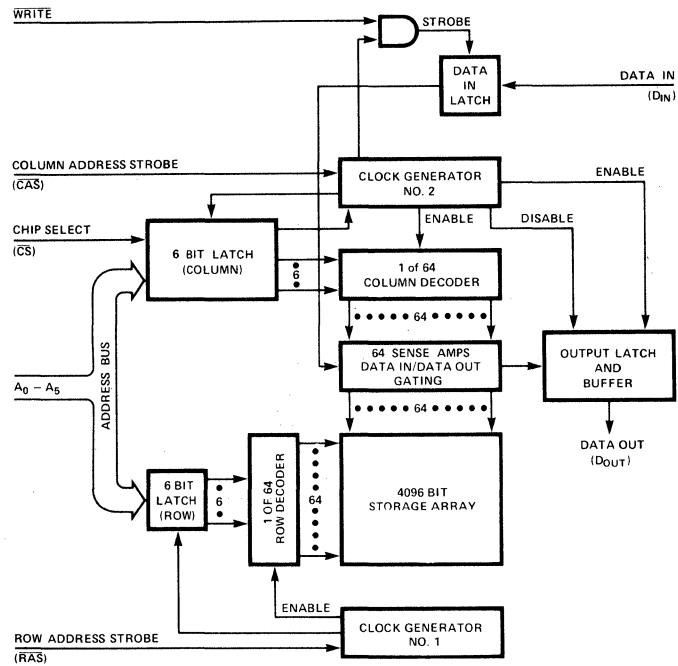 WRITE
STROBE
DATA
IN
LATCH
DATA IN
(DIN)
COLUMN ADDRESS STROBE
(CAS)
CLOCK GENERATOR
NO. 2
ENABLE
CHIP SELECT
(CS)
6 BIT LATCH
(COLUMN)
ENABLE
DISABLE
6
1 of 64
COLUMN DECODER
64
ADDRESS BUS
A0 – A5
64 SENSE AMPS
DATA IN/DATA OUT
GATING
OUTPUT LATCH
AND
BUFFER
64
DATA OUT
(DOUT)
6 BIT
LATCH
(ROW)
6
1 OF 64
ROW DECODER
64
4096 BIT
STORAGE ARRAY
ENABLE
CLOCK GENERATOR
NO. 1
ROW ADDRESS STROBE
(RAS)